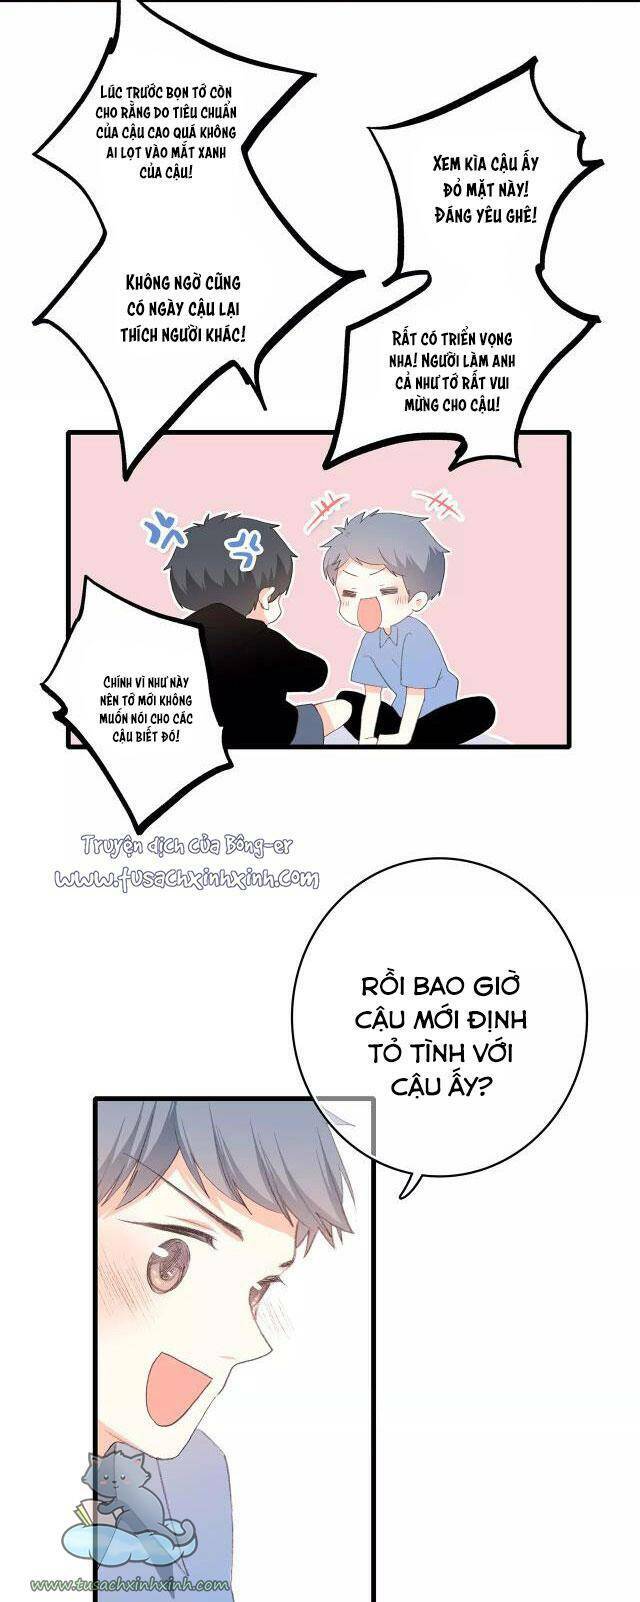 LÚC TRƯỚC BỌN TỚ CÒN
CHO RẰNG DO TIÊU CHUẨN
CỦA CẬU CAO QUÁ KHÔNG
AI LỌT VÀO MẮT XANH
CỦA CẬU!
KHÔNG NGỜ CŨNG
CÓ NGÀY CẬU LẠI
THÍCH NGƯỜI KHÁC!
XEM KÌA CẬU ẤY
ĐỎ MẶT NÀY!
ĐÁNG YÊU GHÊ!
RẤT CÓ TRIỂN VỌNG
NHA! NGƯỜI LÀM ANH
CẢ NHƯ TỚ RẤT VUI
MỪNG CHO CẬU!
CHÍNH VÌ NHƯ NÀY
NÊN TỚ MỚI KHÔNG
MUỐN NÓI CHO CÁC
CẬU BIẾT ĐÓ!
Truyện dịch của Bông-er
www.tusachxinhxinh.com
RỒI BAO GIỜ
CẬU MỚI ĐỊNH
TỎ TÌNH VỚI
CẬU ẤY?
www.tusachxinhxinh.com